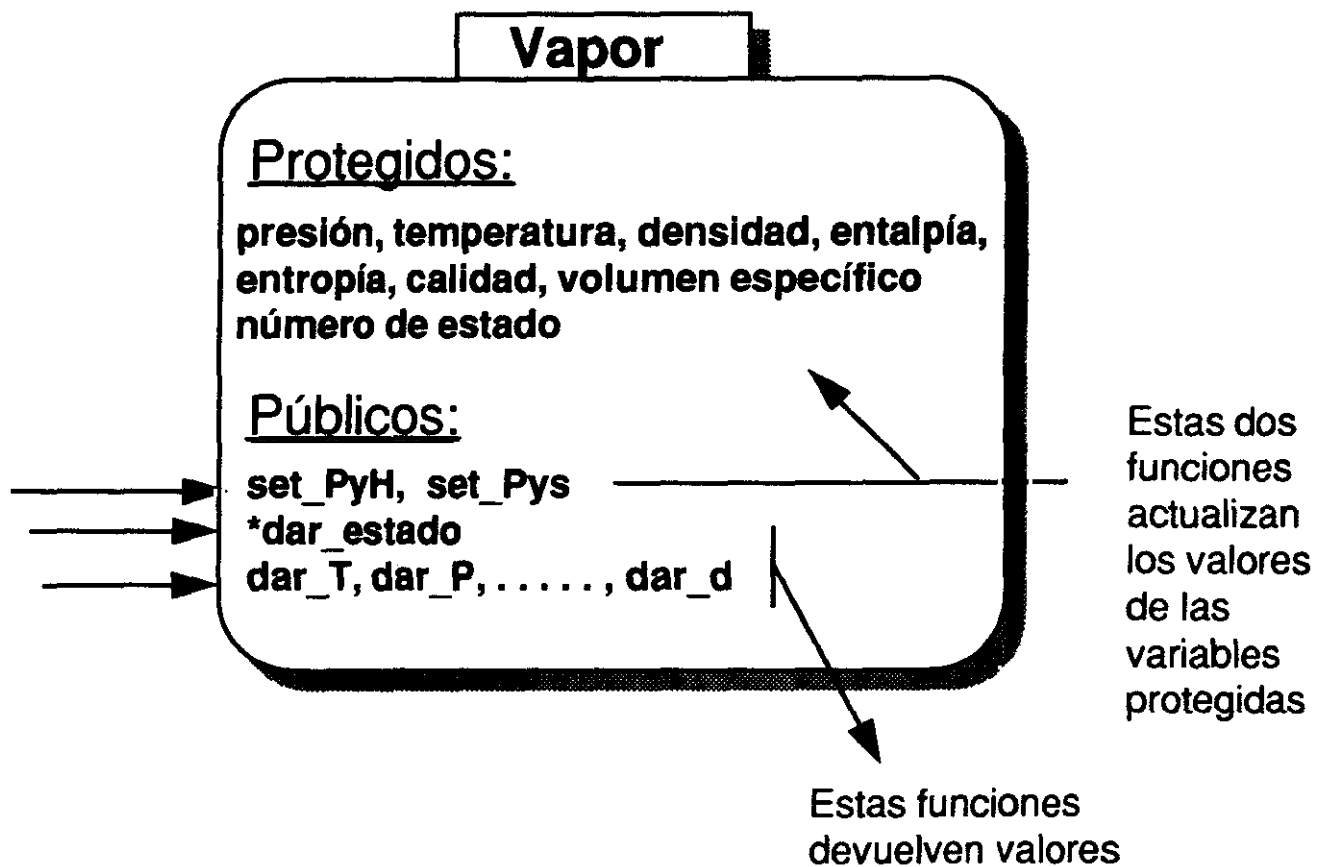 Vapor
Protegidos:
presión, temperatura, densidad, entalpía,
entropía, calidad, volumen específico
número de estado
Públicos:
set_PyH, set_Pys
*dar_estado
dar_T, dar_P, . . . . . , dar_d
Estas dos
funciones
actualizan
los valores
de las
variables
protegidas
Estas funciones
devuelven valores